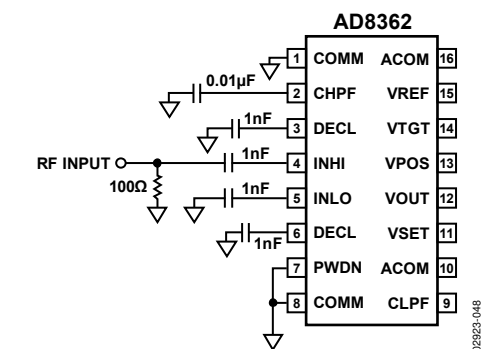 AD8362
1 COMM ACOM 16
0.01µF
2 CHPF VREF 15
1nF
3 DECL VTGT 14
RF INPUT
1nF
4 INHI VPOS 13
100Ω
1nF
5 INLO VOUT 12
1nF
6 DECL VSET 11
7 PWDN ACOM 10
8 COMM CLPF 9
02923-048